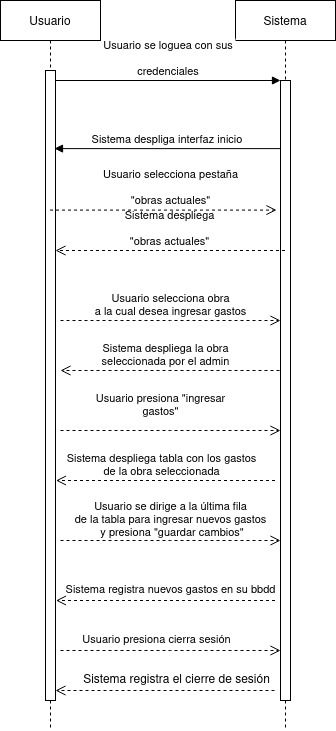 Usuario
Sistema
Usuario se loguea con sus
credenciales
Sistema despliga interfaz inicio
Usuario selecciona pestaña
"obras actuales"
Sistema despliega
"obras actuales"
Usuario selecciona obra
a la cual desea ingresar gastos
Sistema despliega la obra
seleccionada por el admin
Usuario presiona "ingresar
gastos"
Sistema despliega tabla con los gastos
de la obra seleccionada
Usuario se dirige a la última fila
de la tabla para ingresar nuevos gastos
y presiona "guardar cambios"
Sistema registra nuevos gastos en su bbdd
Usuario presiona cierra sesión
Sistema registra el cierre de sesión